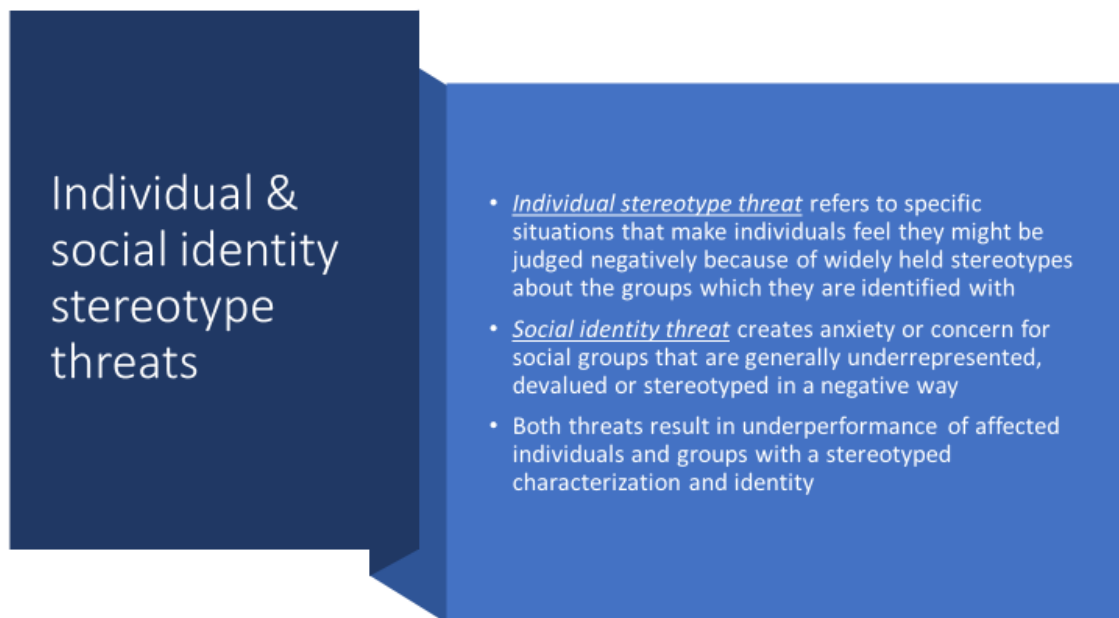 Individual &
social identity
stereotype
threats
• Individual stereotype threat refers to specific
situations that make individuals feel they might be
judged negatively because of widely held stereotypes
about the groups which they are identified with
• Social identity threat creates anxiety or concern for
social groups that are generally underrepresented,
devalued or stereotyped in a negative way
• Both threats result in underperformance of affected
individuals and groups with a stereotyped
characterization and identity